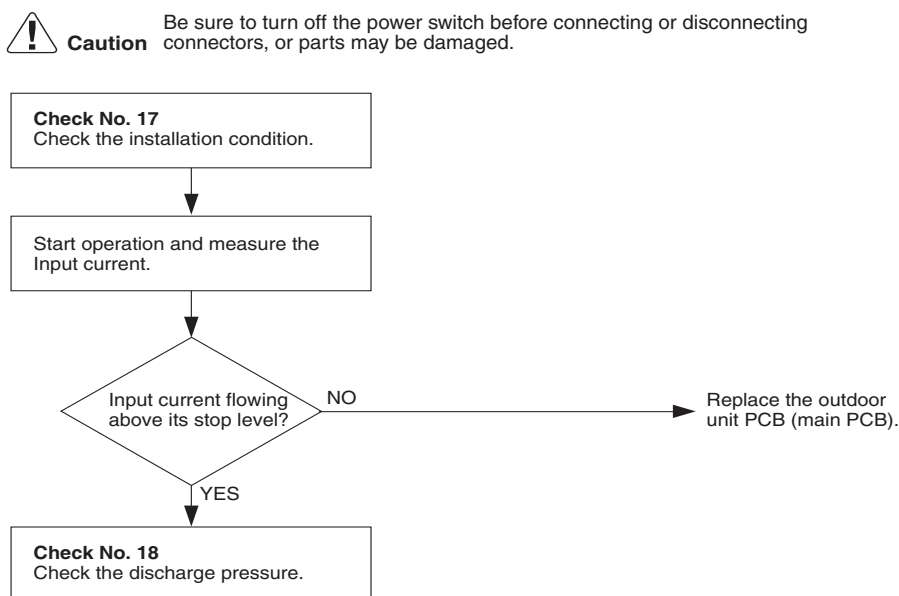 Caution
Be sure to turn off the power switch before connecting or disconnecting
connectors, or parts may be damaged.
Check No. 17
Check the installation condition.
Start operation and measure the
Input current.
Input current flowing
above its stop level?
NO
Replace the outdoor
unit PCB (main PCB).
YES
Check No. 18
Check the discharge pressure.